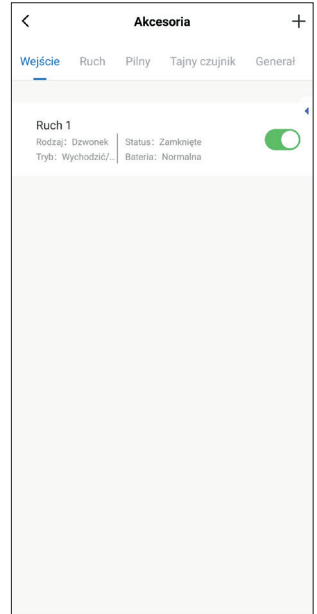 Akcesoria
Wejście Ruch Pilny Tajny czujnik Generał
Ruch 1
Rodzaj: Dzwonek Status: Zamknięte
Tryb: Wychodzić/... Bateria: Normalna